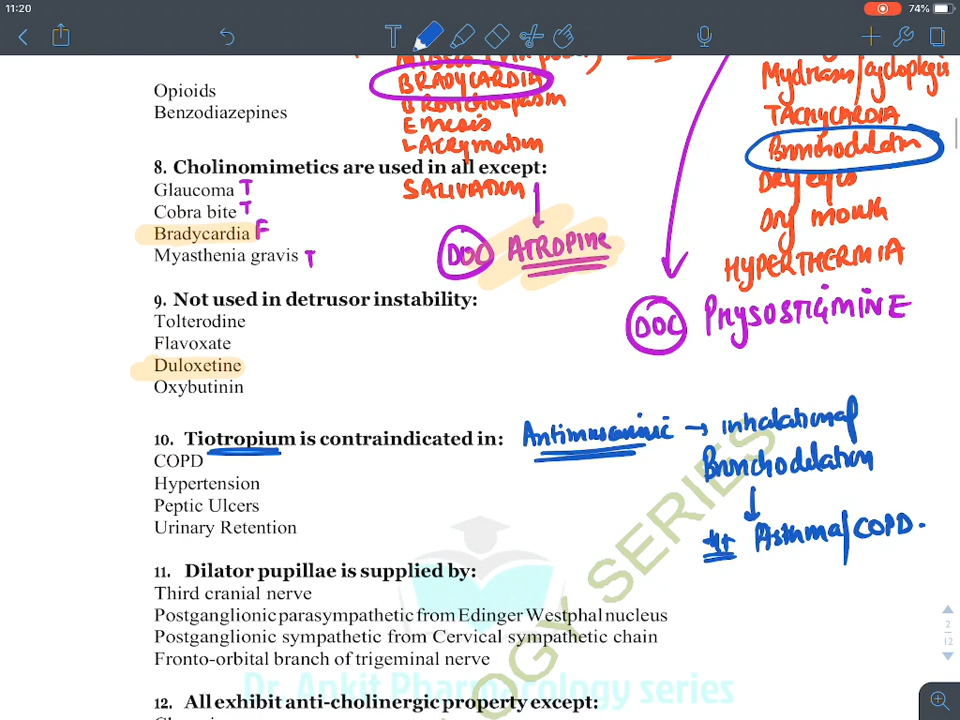 11:20
74%
T
BRADYCARDIA
Opioids
Benzodiazepines
Bronchospasm
Emesis
LAcrymation
SALIVATION
Mydriasis/cycloplegia
TACHYCARDIA
Bronchodilation
DRY eyes
DRY mouth
HYPERTHERMIA
8. Cholinomimetics are used in all except:
Glaucoma T
Cobra bite T
Bradycardia F
Myasthenia gravis T
DOC ATROPINE
DOC PHYSOSTIGMINE
9. Not used in detrusor instability:
Tolterodine
Flavoxate
Duloxetine
Oxybutinin
10. Tiotropium is contraindicated in:
COPD
Hypertension
Peptic Ulcers
Urinary Retention
Antimuscarinic → inhalational
Bronchodilation
Asthma/COPD.
11. Dilator pupillae is supplied by:
Third cranial nerve
Postganglionic parasympathetic from Edinger Westphal nucleus
Postganglionic sympathetic from Cervical sympathetic chain
Fronto-orbital branch of trigeminal nerve
2
12
Dr. Ankit Pharmacology series
12. All exhibit anti-cholinergic property except: